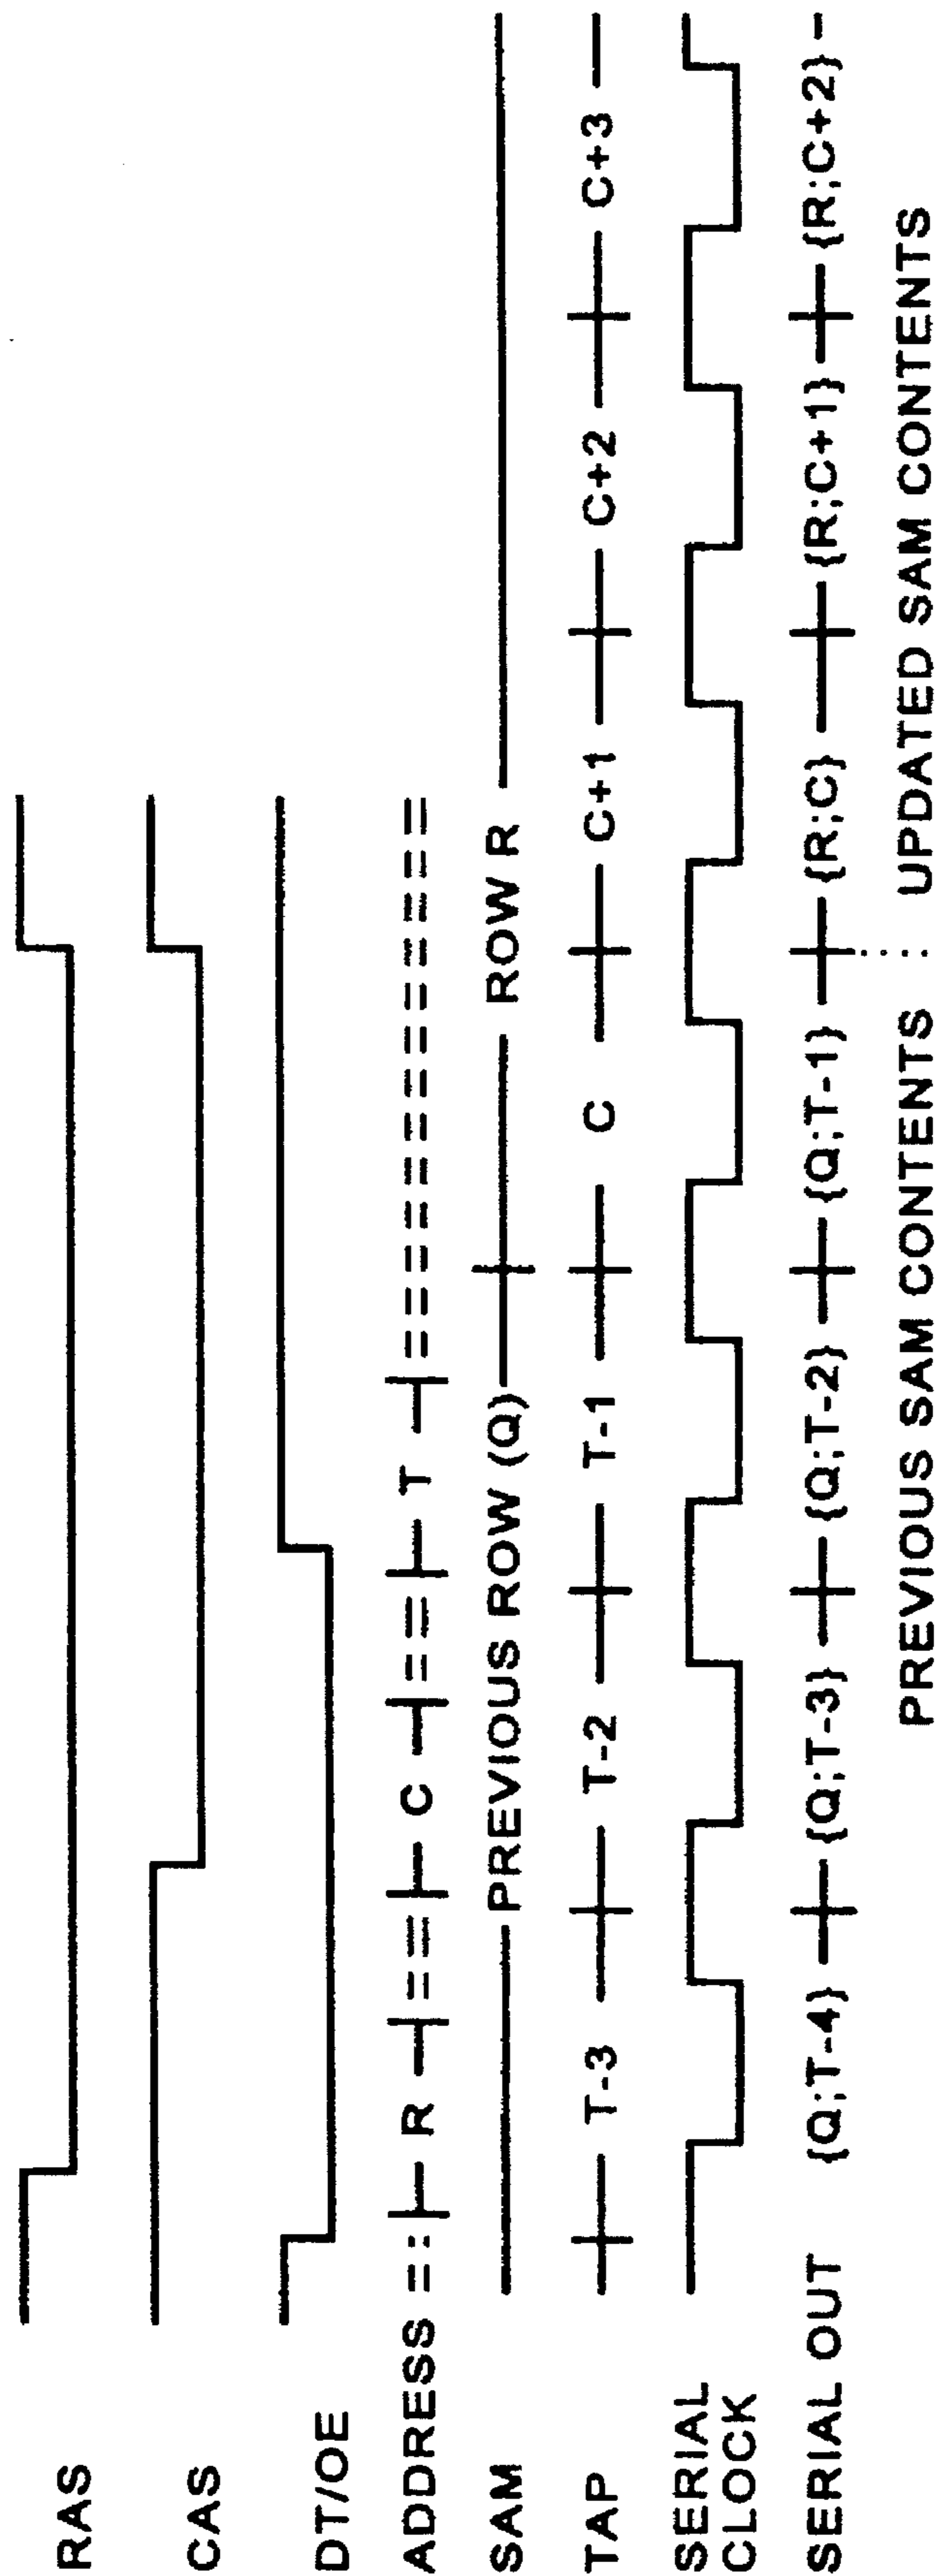 RAS
CAS
DT/OE
ADDRESS R C T
SAM PREVIOUS ROW (Q) ROW R
TAP T-3 T-2 T-1 C C+1 C+2 C+3
SERIAL
CLOCK
SERIAL OUT {Q;T-4} {Q;T-3} {Q;T-2} {Q;T-1} {R;C} {R;C+1} {R;C+2}
PREVIOUS SAM CONTENTS : UPDATED SAM CONTENTS